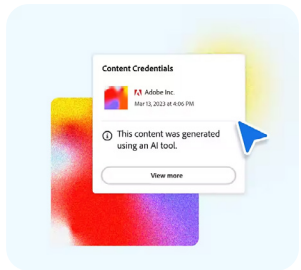 Content Credentials
Adobe Inc.
Mar 13, 2023 at 4:06 PM
This content was generated
using an AI tool.
View more